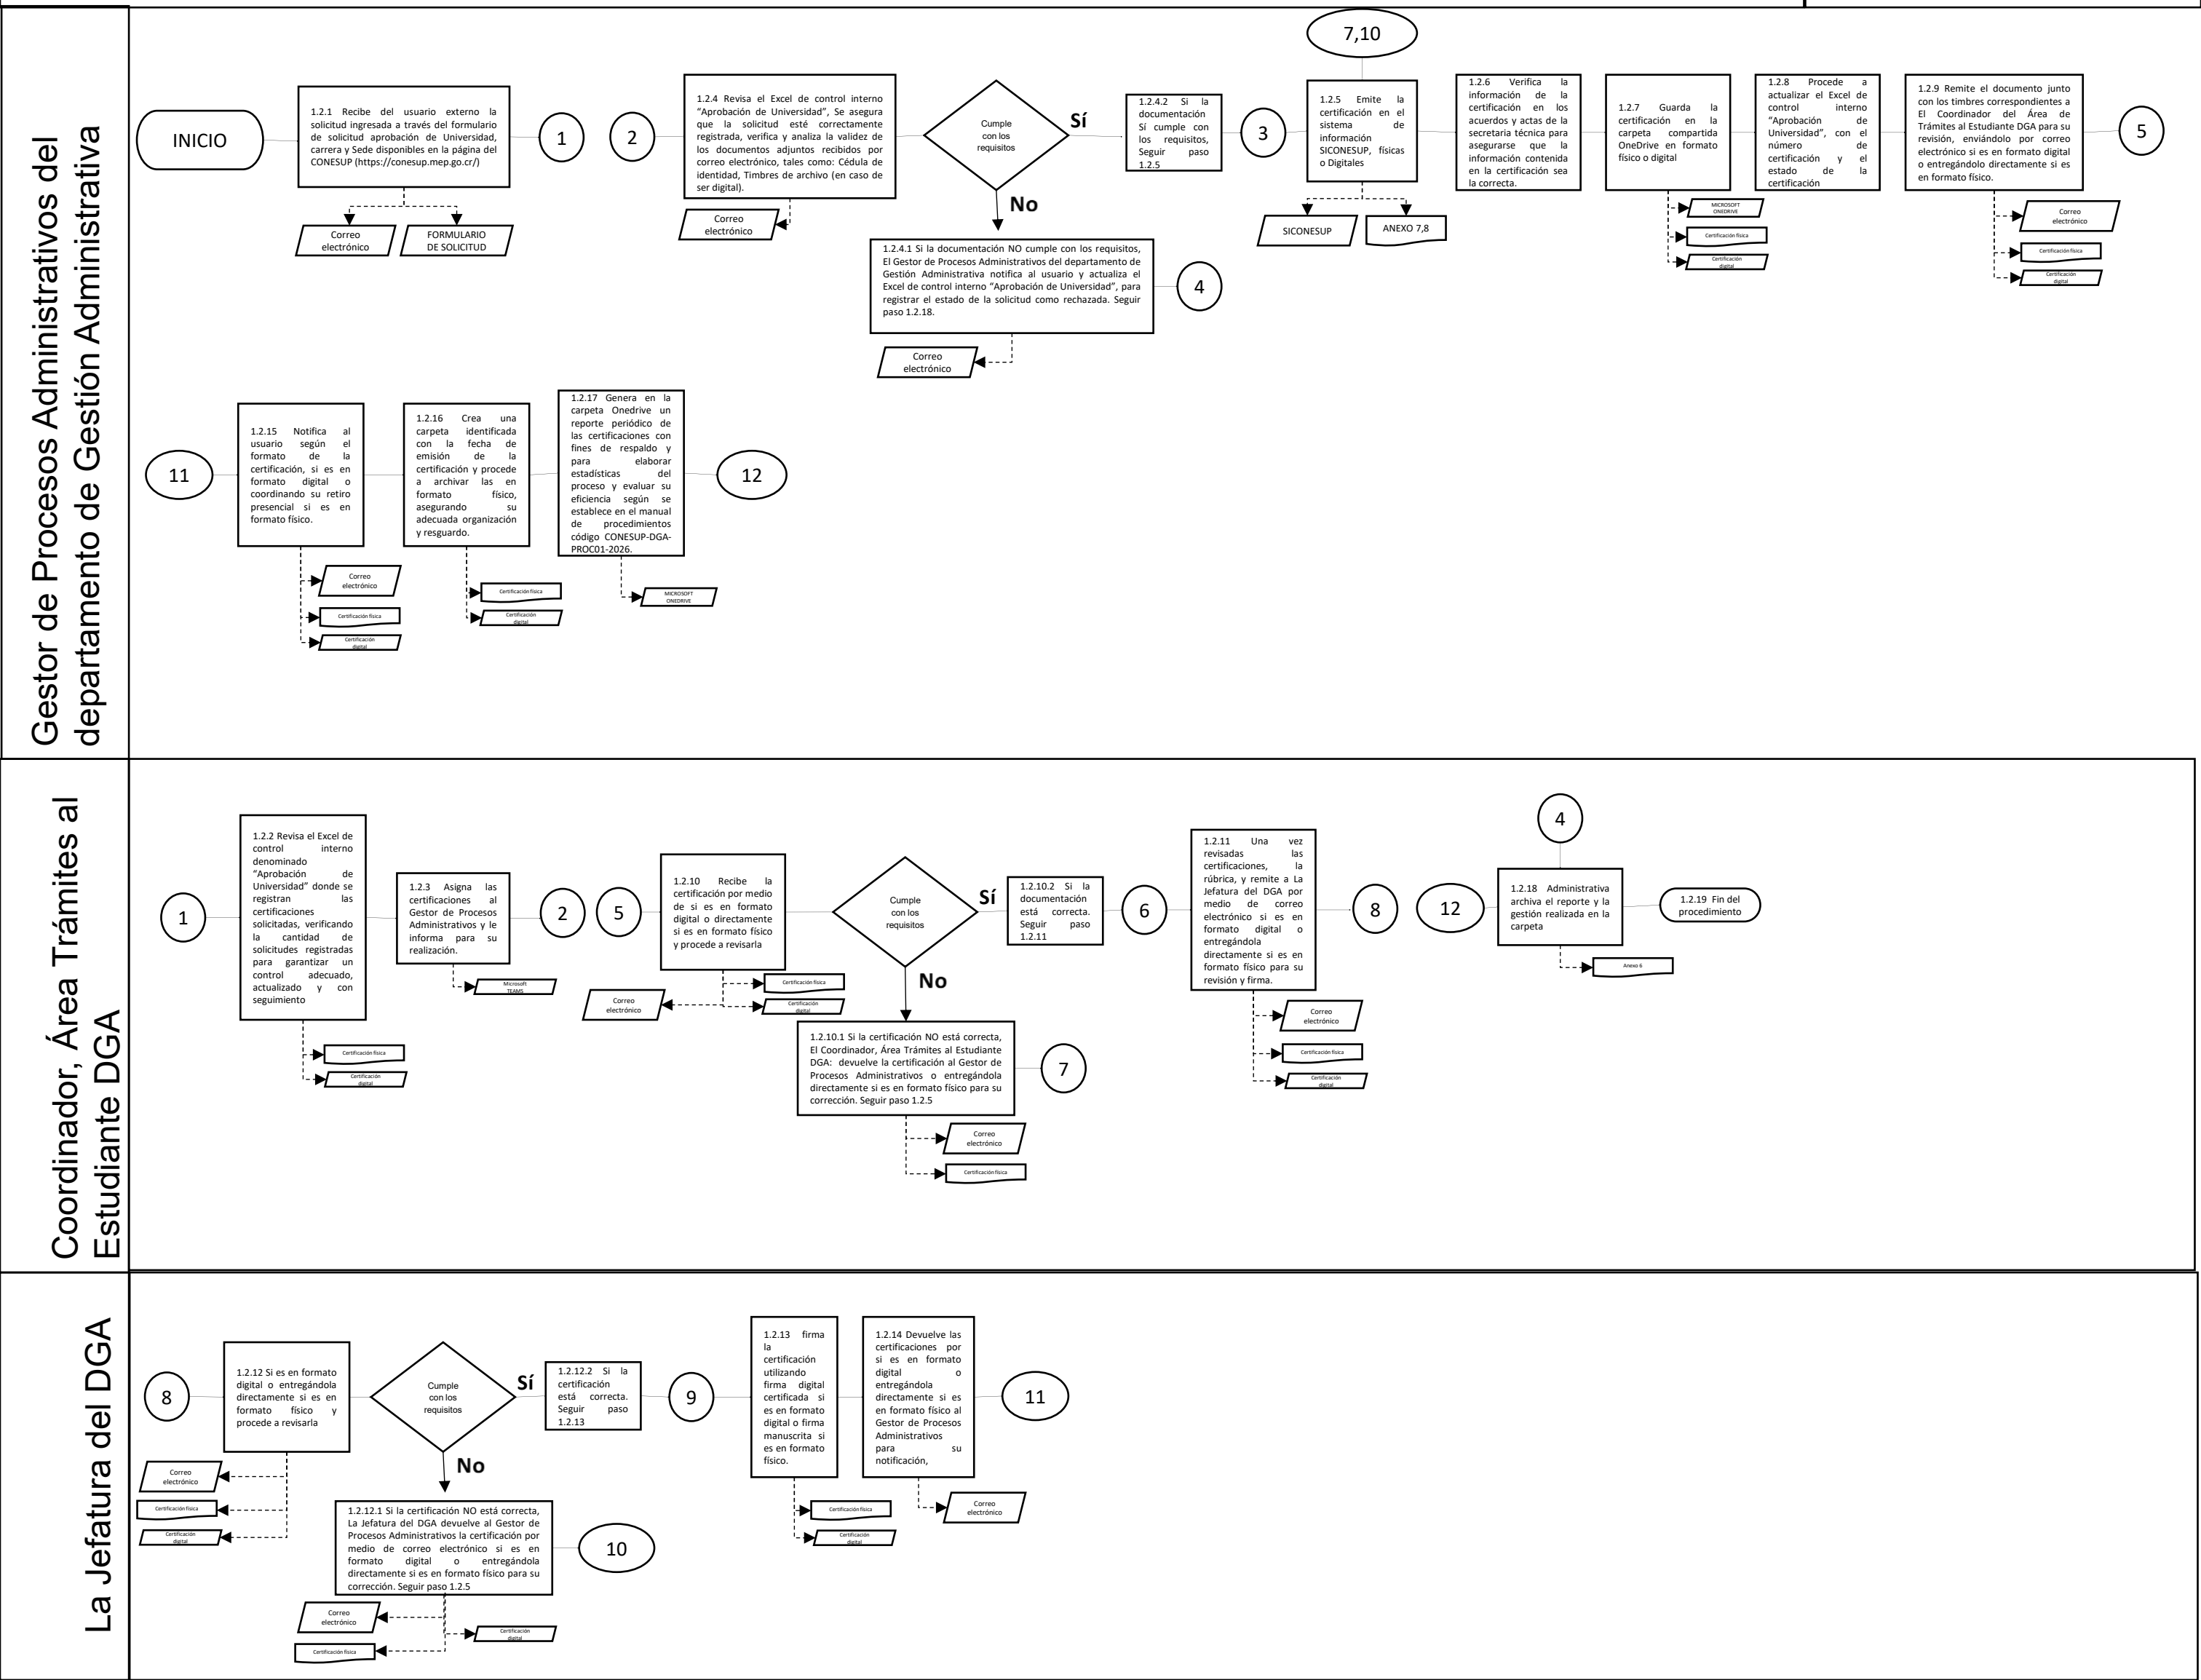 Gestor de Procesos Administrativos del
departamento de Gestión Administrativa
INICIO
1.2.1 Recibe del usuario externo la
solicitud ingresada a través del formulario
de solicitud aprobación de Universidad,
carrera y Sede disponibles en la página del
CONESUP (https://conesup.mep.go.cr/)
Correo
electrónico
FORMULARIO
DE SOLICITUD
1
2
1.2.4 Revisa el Excel de control interno
“Aprobación de Universidad”, Se asegura
que la solicitud esté correctamente
registrada, verifica y analiza la validez de
los documentos adjuntos recibidos por
correo electrónico, tales como: Cédula de
identidad, Timbres de archivo (en caso de
ser digital).
Correo
electrónico
Cumple
con los
requisitos
Sí
No
1.2.4.2 Si la
documentación
Sí cumple con
los requisitos,
Seguir paso
1.2.5
3
1.2.4.1 Si la documentación NO cumple con los requisitos,
El Gestor de Procesos Administrativos del departamento de
Gestión Administrativa notifica al usuario y actualiza el
Excel de control interno “Aprobación de Universidad”, para
registrar el estado de la solicitud como rechazada. Seguir
paso 1.2.18.
4
Correo
electrónico
7,10
1.2.5 Emite la
certificación en el
sistema de
información
SICONESUP, físicas
o Digitales
SICONESUP
ANEXO 7,8
1.2.6 Verifica la
información de la
certificación en los
acuerdos y actas de la
secretaria técnica para
asegurarse que la
información contenida
en la certificación sea
la correcta.
1.2.7 Guarda la
certificación en la
carpeta compartida
OneDrive en formato
físico o digital
MICROSOFT
ONEDRIVE
Certificación física
Certificación
digital
1.2.8 Procede a
actualizar el Excel de
control interno
“Aprobación de
Universidad”, con el
número de
certificación y el
estado de la
certificación
1.2.9 Remite el documento junto
con los timbres correspondientes a
El Coordinador del Área de
Trámites al Estudiante DGA para su
revisión, enviándolo por correo
electrónico si es en formato digital
o entregándolo directamente si es
en formato físico.
Correo
electrónico
Certificación física
Certificación
digital
5
11
1.2.15 Notifica al
usuario según el
formato de la
certificación, si es en
formato digital o
coordinando su retiro
presencial si es en
formato físico.
Correo
electrónico
Certificación física
Certificación
digital
1.2.16 Crea una
carpeta identificada
con la fecha de
emisión de la
certificación y procede
a archivar las en
formato físico,
asegurando su
adecuada organización
y resguardo.
Certificación física
Certificación
digital
1.2.17 Genera en la
carpeta Onedrive un
reporte periódico de
las certificaciones con
fines de respaldo y
para elaborar
estadísticas del
proceso y evaluar su
eficiencia según se
establece en el manual
de procedimientos
código CONESUP-DGA-
PROC01-2026.
MICROSOFT
ONEDRIVE
12
Coordinador, Área Trámites al
Estudiante DGA
1
1.2.2 Revisa el Excel de
control interno
denominado
“Aprobación de
Universidad” donde se
registran las
certificaciones
solicitadas, verificando
la cantidad de
solicitudes registradas
para garantizar un
control adecuado,
actualizado y con
seguimiento
Certificación física
Certificación
digital
1.2.3 Asigna las
certificaciones al
Gestor de Procesos
Administrativos y le
informa para su
realización.
Microsoft
TEAMS
2
5
1.2.10 Recibe la
certificación por medio
de si es en formato
digital o directamente
si es en formato físico
y procede a revisarla
Correo
electrónico
Certificación física
Certificación
digital
Cumple
con los
requisitos
Sí
No
1.2.10.2 Si la
documentación
está correcta.
Seguir paso
1.2.11
6
1.2.10.1 Si la certificación NO está correcta,
El Coordinador, Área Trámites al Estudiante
DGA: devuelve la certificación al Gestor de
Procesos Administrativos o entregándola
directamente si es en formato físico para su
corrección. Seguir paso 1.2.5
7
Correo
electrónico
Certificación física
1.2.11 Una vez
revisadas las
certificaciones, la
rúbrica, y remite a La
Jefatura del DGA por
medio de correo
electrónico si es en
formato digital o
entregándola
directamente si es en
formato físico para su
revisión y firma.
Correo
electrónico
Certificación física
Certificación
digital
8
12
4
1.2.18 Administrativa
archiva el reporte y la
gestión realizada en la
carpeta
Anexo 6
1.2.19 Fin del
procedimiento
La Jefatura del DGA
8
1.2.12 Si es en formato
digital o entregándola
directamente si es en
formato físico y
procede a revisarla
Correo
electrónico
Certificación física
Certificación
digital
Cumple
con los
requisitos
Sí
No
1.2.12.2 Si la
certificación
está correcta.
Seguir paso
1.2.13
9
1.2.12.1 Si la certificación NO está correcta,
La Jefatura del DGA devuelve al Gestor de
Procesos Administrativos la certificación por
medio de correo electrónico si es en
formato digital o entregándola
directamente si es en formato físico para su
corrección. Seguir paso 1.2.5
10
Correo
electrónico
Certificación
digital
Certificación física
1.2.13 firma
la
certificación
utilizando
firma digital
certificada si
es en formato
digital o firma
manuscrita si
es en formato
físico.
Certificación física
Certificación
digital
1.2.14 Devuelve las
certificaciones por
si es en formato
digital o
entregándola
directamente si es
en formato físico al
Gestor de Procesos
Administrativos
para su
notificación,
Correo
electrónico
11